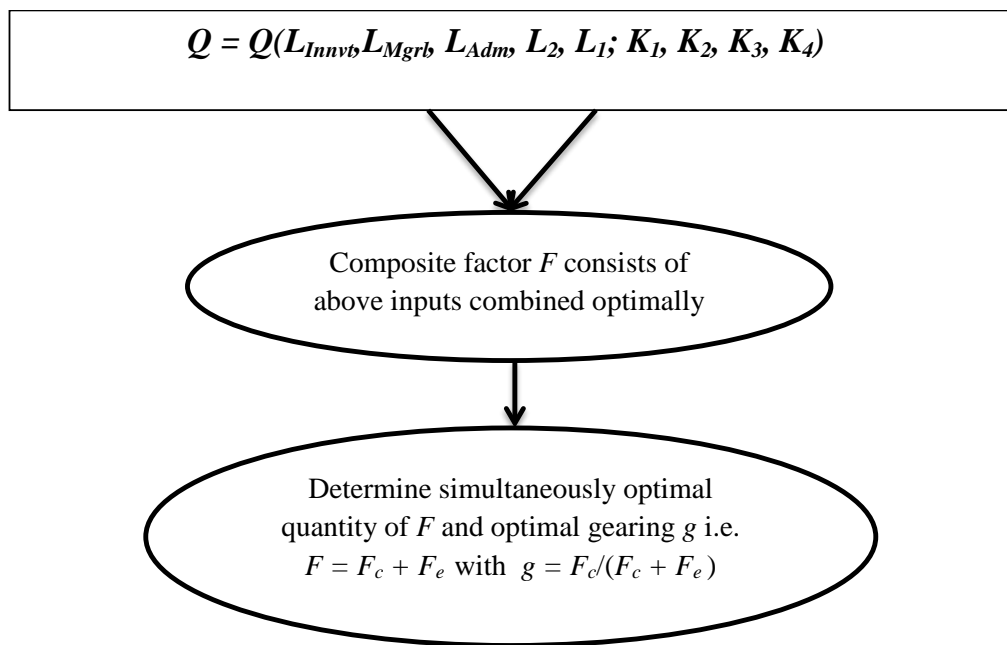 Q = Q(L_Innvt, L_Mgrl, L_Adm, L_2, L_1; K_1, K_2, K_3, K_4)
Composite factor F consists of
above inputs combined optimally
Determine simultaneously optimal
quantity of F and optimal gearing g i.e.
F = F_c + F_e with g = F_c/(F_c + F_e )